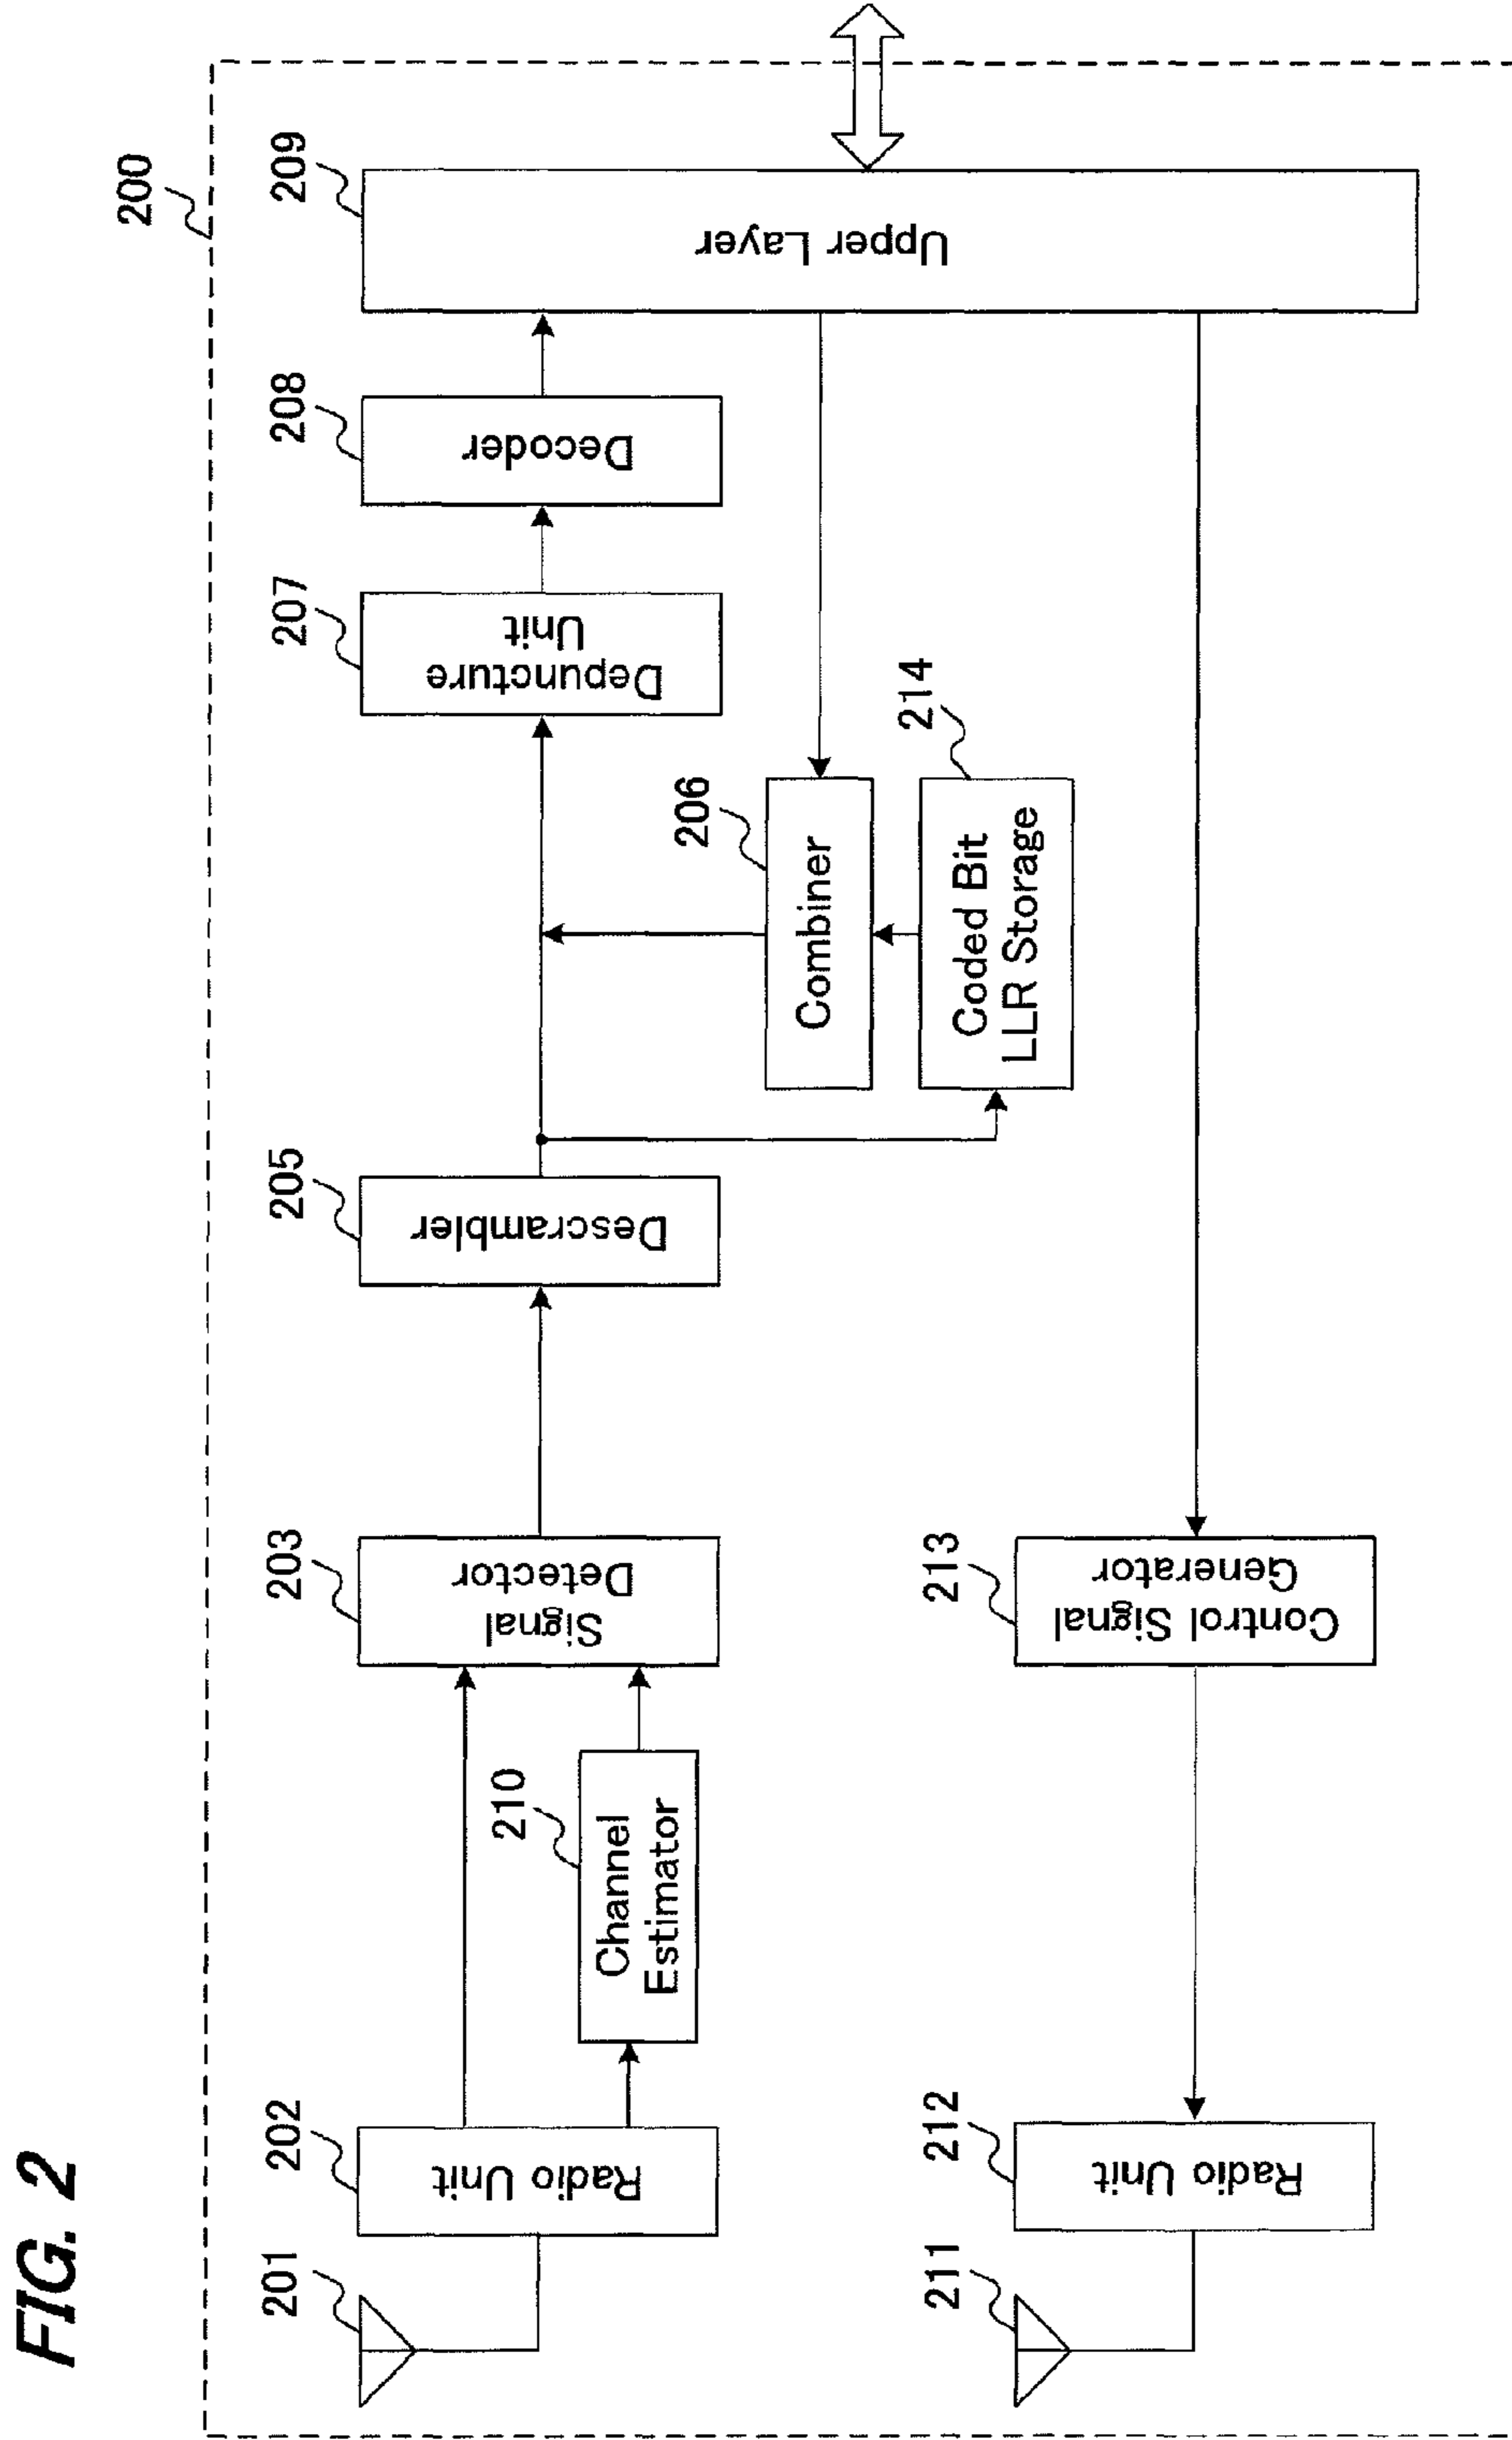 FIG. 2
200
201
202
Radio Unit
210
Channel
Estimator
203
Signal
Detector
205
Descrambler
206
Combiner
214
Coded Bit
LLR Storage
207
Depuncture
Unit
208
Decoder
209
Upper Layer
211
212
Radio Unit
213
Control Signal
Generator